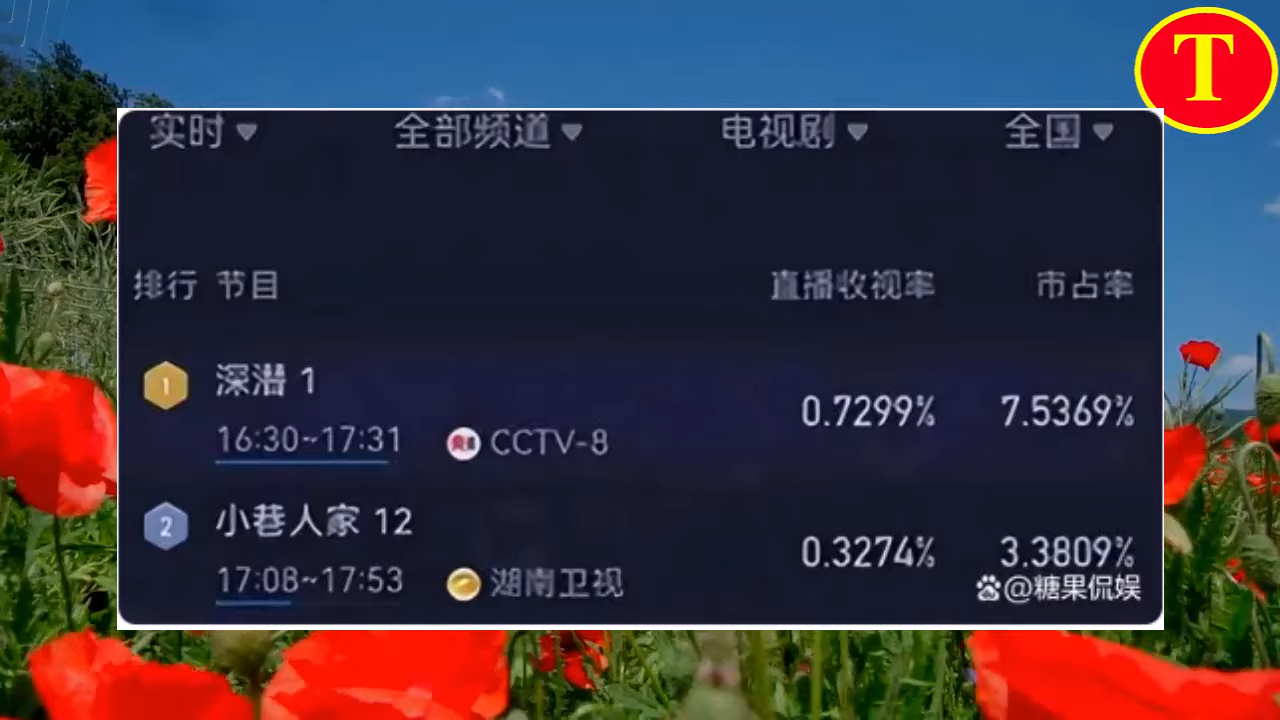 T
实时 全部频道 电视剧 全国
排行 节目 直播收视率 市占率
1 深潜 1 0.7299% 7.5369%
16:30~17:31 CCTV-8
2 小巷人家 12 0.3274% 3.3809%
17:08~17:53 湖南卫视
@糖果侃娱